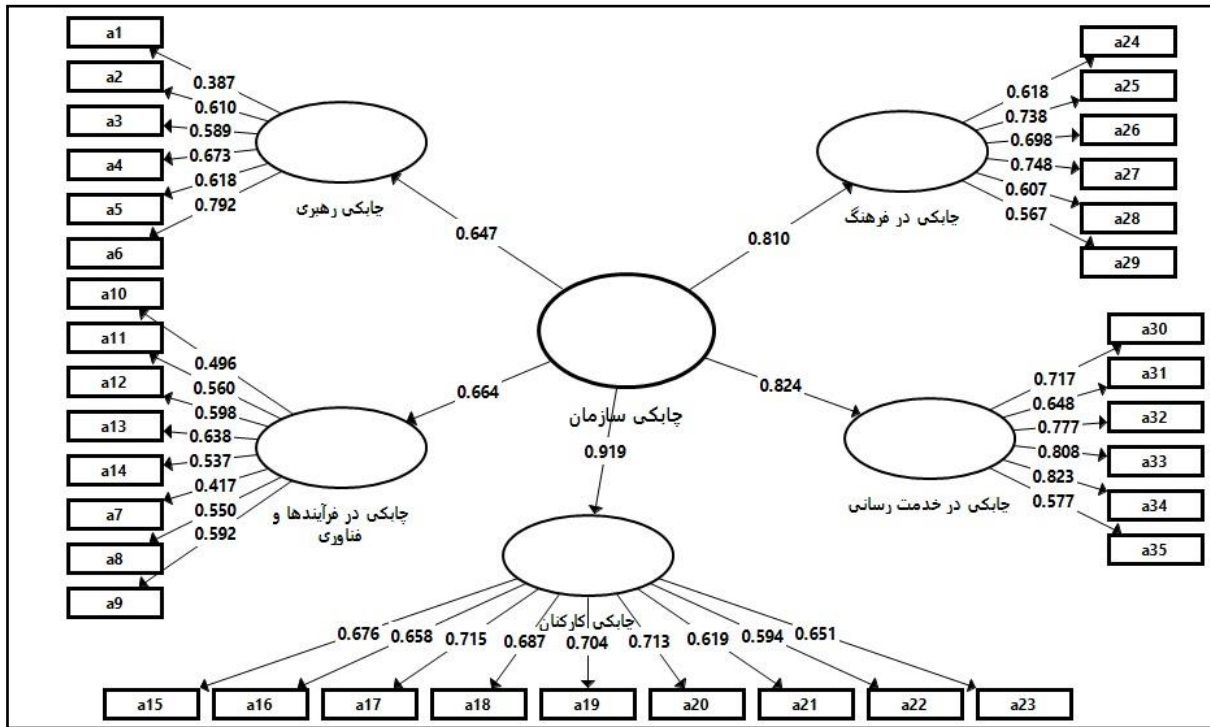 a1
a2
a3
a4
a5
a6
0.387
0.610
0.589
0.673
0.618
0.792
چابکی رهبری
0.647
a24
a25
a26
a27
a28
a29
0.618
0.738
0.698
0.748
0.607
0.567
چابکی در فرهنگ
0.810
چابکی سازمان
a10
a11
a12
a13
a14
a7
a8
a9
0.496
0.560
0.598
0.638
0.537
0.417
0.550
0.592
چابکی در فرآیندها و
فناوری
0.664
a30
a31
a32
a33
a34
a35
0.717
0.648
0.777
0.808
0.823
0.577
چابکی در خدمت رسانی
0.824
0.919
چابکی کارکنان
0.676
0.658
0.715
0.687
0.704
0.713
0.619
0.594
0.651
a15
a16
a17
a18
a19
a20
a21
a22
a23